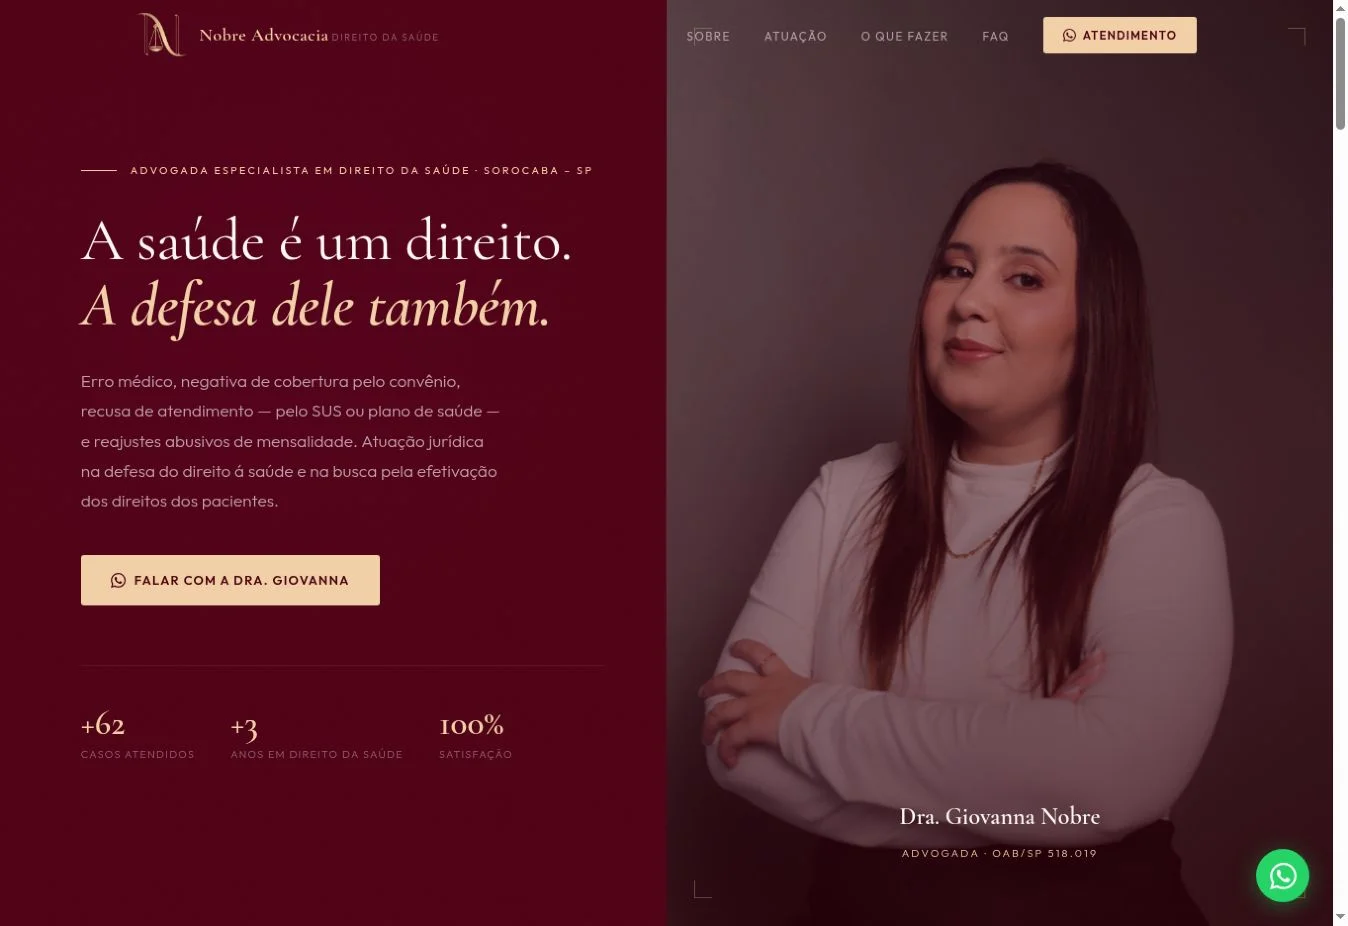 Nobre Advocacia DIREITO DA SAÚDE
SOBRE ATUAÇÃO O QUE FAZER FAQ ATENDIMENTO
ADVOGADA ESPECIALISTA EM DIREITO DA SAÚDE · SOROCABA – SP
A saúde é um direito.
A defesa dele também.
Erro médico, negativa de cobertura pelo convênio,
recusa de atendimento — pelo SUS ou plano de saúde —
e reajustes abusivos de mensalidade. Atuação jurídica
na defesa do direito á saúde e na busca pela efetivação
dos direitos dos pacientes.
FALAR COM A DRA. GIOVANNA
+62 +3 100%
CASOS ATENDIDOS ANOS EM DIREITO DA SAÚDE SATISFAÇÃO
Dra. Giovanna Nobre
ADVOGADA · OAB/SP 518.019